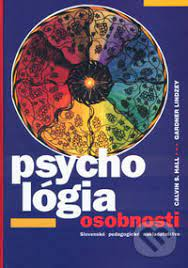 psycho
lógia
osobnosti
Slovenské pedagogické nakladateľstvo
CALVIN S. HALL
GARDNER LINDZEY